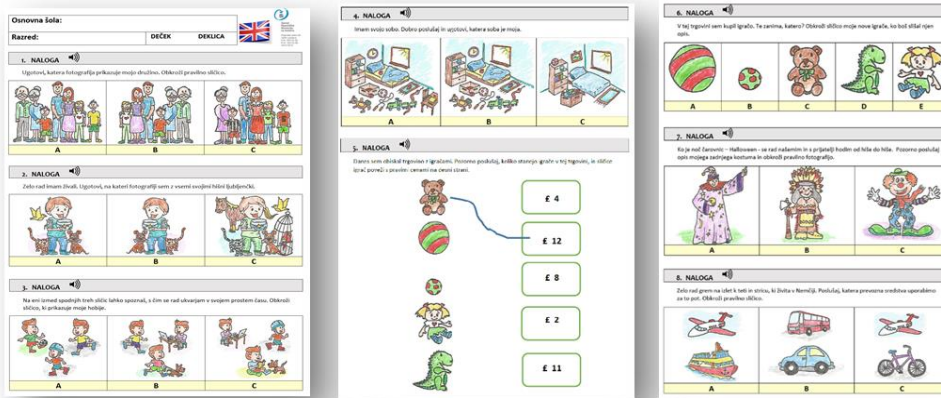 Osnovna šola:
Razred:
DEČEK DEKLICA
1. NALOGA
Ugotovi, katera fotografija prikazuje mojo družino. Obkroži pravilno sličico.
A B C
2. NALOGA
Zelo rad imam živali. Ugotovi, na kateri fotografiji sem z vsemi svojimi hišni ljubljenčki.
A B C
3. NALOGA
Na eni izmed spodnjih treh sličic lahko spoznaš, s čim se rad ukvarjam v svojem prostem času. Obkroži
sličico, ki prikazuje moje hobije.
A B C
4. NALOGA
Imam svojo sobo. Dobro poslušaj in ugotovi, katera soba je moja.
A B C
5. NALOGA
Danes sem obiskal trgovino z igračami. Pozorno poslušaj, koliko stanejo igrače v tej trgovini, in sličice
igrač poveži s pravimi cenami na desni strani.
£ 4
£ 12
£ 8
£ 2
£ 11
6. NALOGA
V tej trgovini sem kupil igračo. Te zanima, katero? Obkroži sličico moje nove igrače, ko boš slišal njen
opis.
A B C D E
7. NALOGA
Ko je noč čarovnic – Halloween - se rad našemim in s prijatelji hodim od hiše do hiše. Pozorno poslušaj
opis mojega zadnjega kostuma in obkroži pravilno fotografijo.
A B C
8. NALOGA
Zelo rad grem na izlet k teti in stricu, ki živita v Nemčiji. Poslušaj, katera prevozna sredstva uporabimo
za to pot. Obkroži pravilno sličico.
A B C